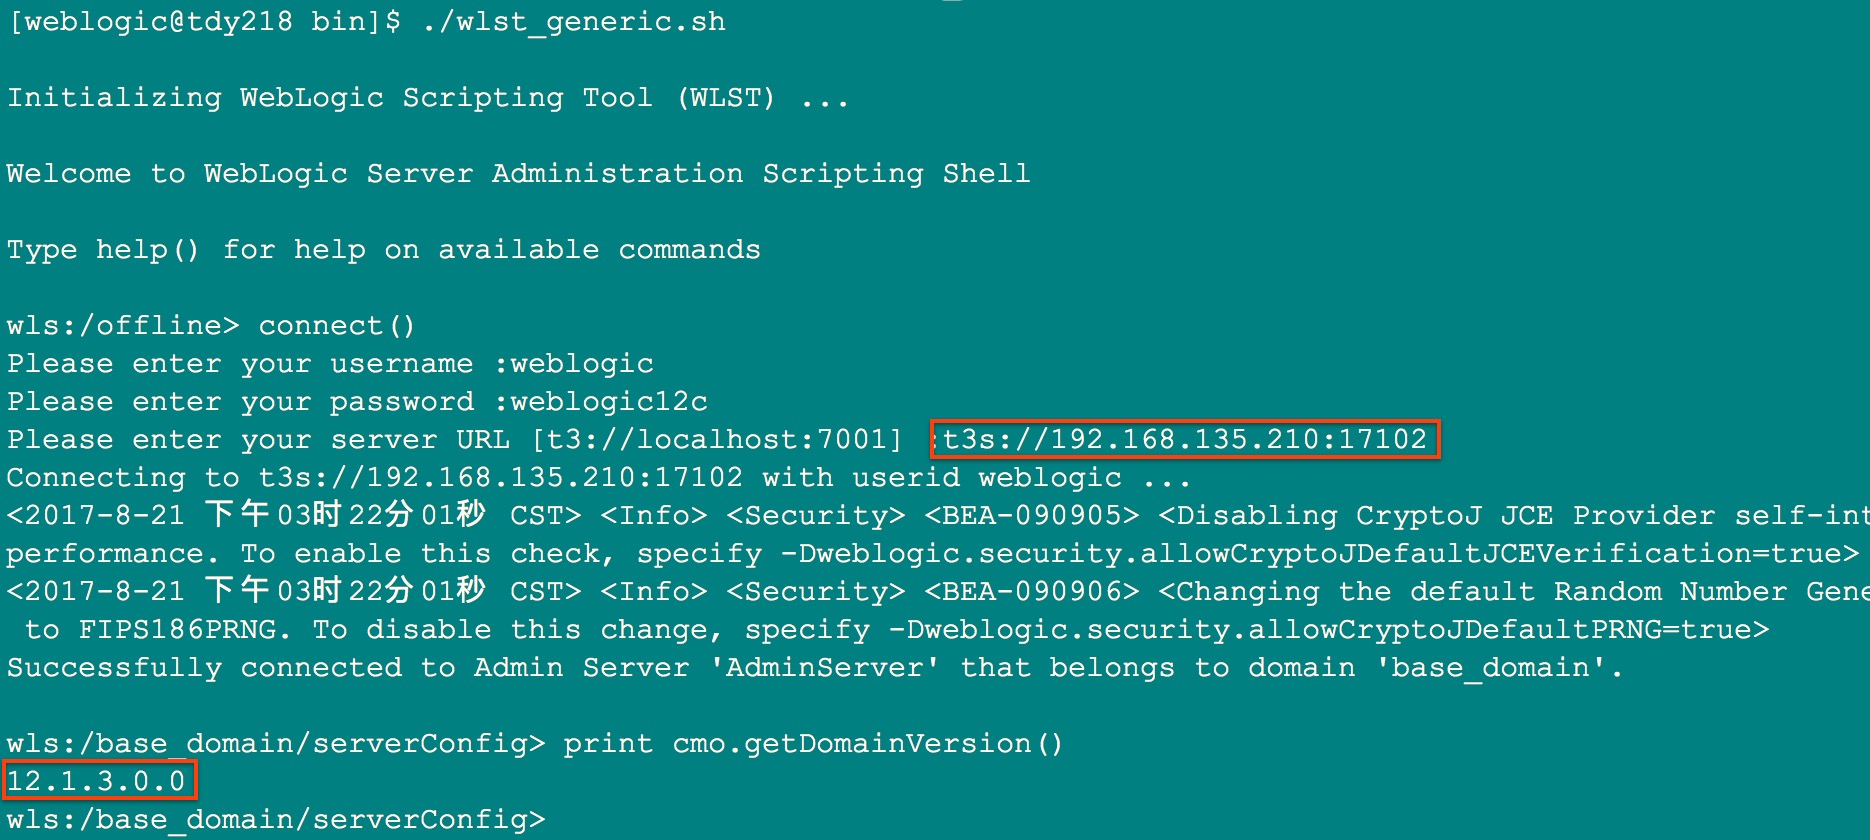 [weblogic@tdy218 bin]$ ./wlst_generic.sh
Initializing WebLogic Scripting Tool (WLST) ...
Welcome to WebLogic Server Administration Scripting Shell
Type help() for help on available commands
wls:/offline> connect()
Please enter your username :weblogic
Please enter your password :weblogic12c
Please enter your server URL [t3://localhost:7001] :t3s://192.168.135.210:17102
Connecting to t3s://192.168.135.210:17102 with userid weblogic ...
<2017-8-21 下午03时22分01秒 CST> <Info> <Security> <BEA-090905> <Disabling CryptoJ JCE Provider self-int
performance. To enable this check, specify -Dweblogic.security.allowCryptoJDefaultJCEVerification=true>
<2017-8-21 下午03时22分01秒 CST> <Info> <Security> <BEA-090906> <Changing the default Random Number Gene
to FIPS186PRNG. To disable this change, specify -Dweblogic.security.allowCryptoJDefaultPRNG=true>
Successfully connected to Admin Server 'AdminServer' that belongs to domain 'base_domain'.
wls:/base_domain/serverConfig> print cmo.getDomainVersion()
12.1.3.0.0
wls:/base_domain/serverConfig>